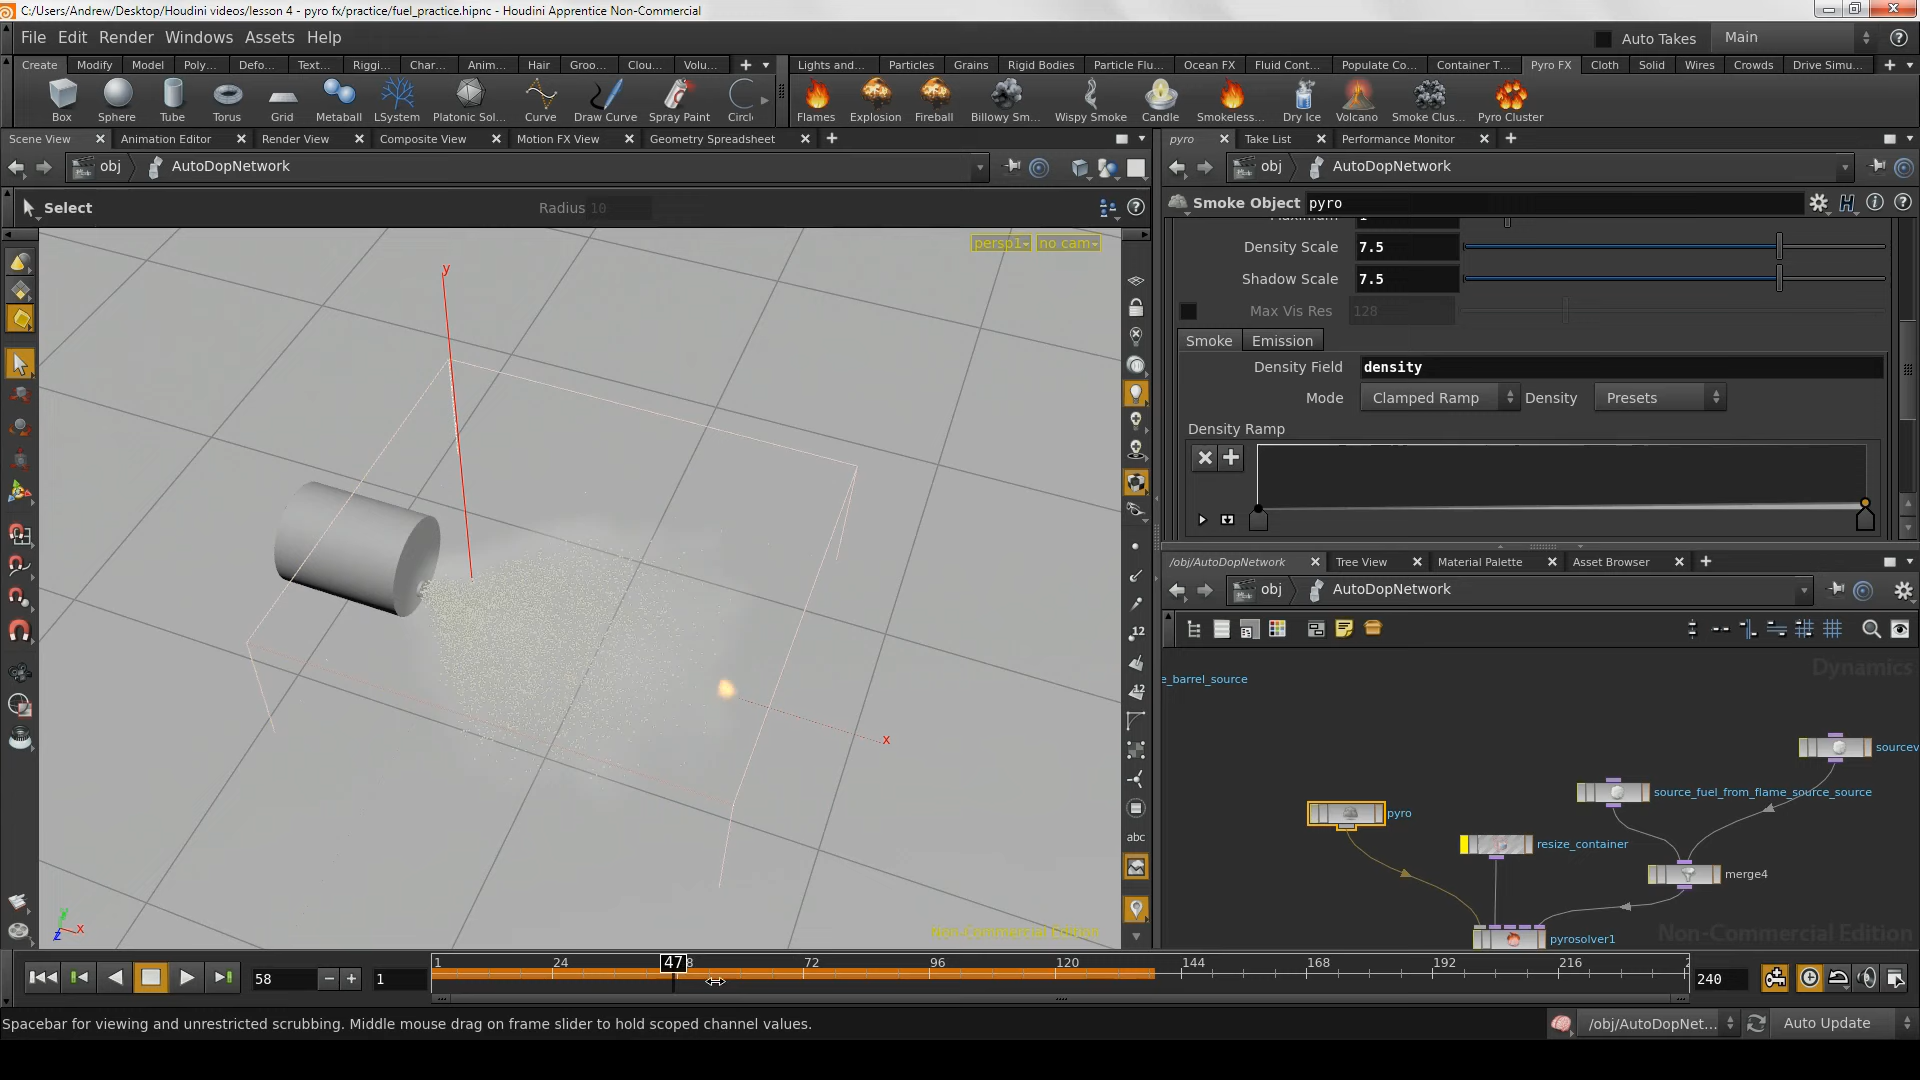 C:/Users/Andrew/Desktop/Houdini videos/lesson 4 - pyro fx/practice/fuel_practice.hipnc - Houdini Apprentice Non-Commercial
File Edit Render Windows Assets Help
Auto Takes Main
Create Modify Model Poly... Defo... Text... Riggi... Char... Anim... Hair Groo... Clou... Volu...
Lights and... Particles Grains Rigid Bodies Particle Flu... Ocean FX Fluid Cont... Populate Co... Container T... Pyro FX Cloth Solid Wires Crowds Drive Simu...
Box Sphere Tube Torus Grid Metaball LSystem Platonic Sol... Curve Draw Curve Spray Paint Circl
Flames Explosion Fireball Billowy Sm... Wispy Smoke Candle Smokeless... Dry Ice Volcano Smoke Clus... Pyro Cluster
Scene View Animation Editor Render View Composite View Motion FX View Geometry Spreadsheet
pyro Take List Performance Monitor
obj AutoDopNetwork
obj AutoDopNetwork
Select Radius 10
Smoke Object pyro
persp1 no cam
Density Scale 7.5
Shadow Scale 7.5
Max Vis Res 128
Smoke Emission
Density Field density
Mode Clamped Ramp Density Presets
Density Ramp
y
x
/obj/AutoDopNetwork Tree View Material Palette Asset Browser
obj AutoDopNetwork
12
12
abc
Dynamics
e_barrel_source
sourcev
source_fuel_from_flame_source_source
pyro
resize_container
merge4
pyrosolver1
Non-Commercial Edition
Non-Commercial Edition
y x z
58 1
1 24 47 8 72 96 120 144 168 192 216 2
240
Spacebar for viewing and unrestricted scrubbing. Middle mouse drag on frame slider to hold scoped channel values.
/obj/AutoDopNet... Auto Update